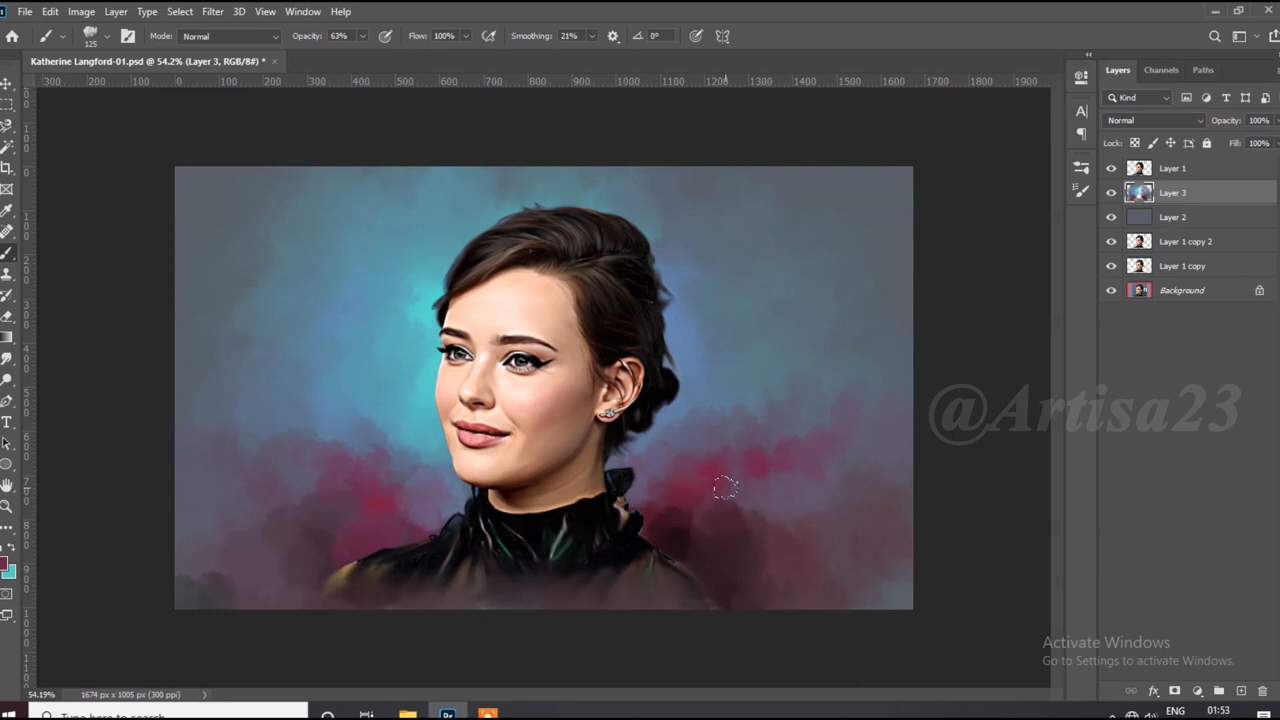 File Edit Image Layer Type Select Filter 3D View Window Help
125 Mode: Normal Opacity: 63% Flow: 100% Smoothing: 21% 0°
Katherine Langford-01.psd @ 54.2% (Layer 3, RGB/8#) *
300 200 100 0 100 200 300 400 500 600 700 800 900 1000 1100 1200 1300 1400 1500 1600 1700 1800 1900
Layers Channels Paths
Kind
Normal Opacity: 100%
Lock: Fill: 100%
Layer 1
Layer 3
Layer 2
Layer 1 copy 2
Layer 1 copy
Background
@Artisa23
Activate Windows
Go to Settings to activate Windows.
54.19% 1674 px x 1005 px (300 ppi)
Type here to search
ENG 01:53